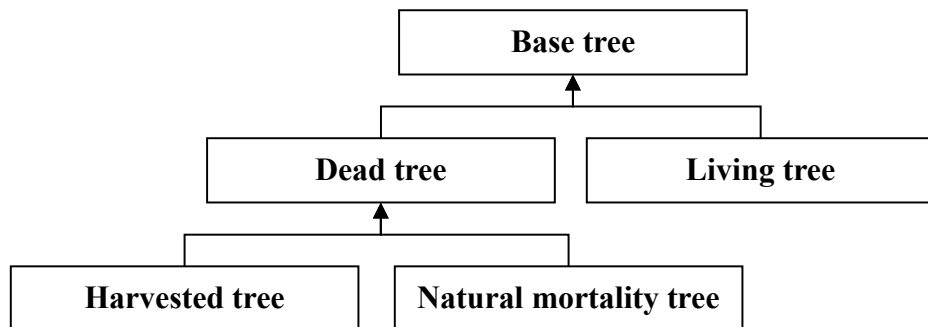 Base tree
Dead tree
Living tree
Harvested tree
Natural mortality tree